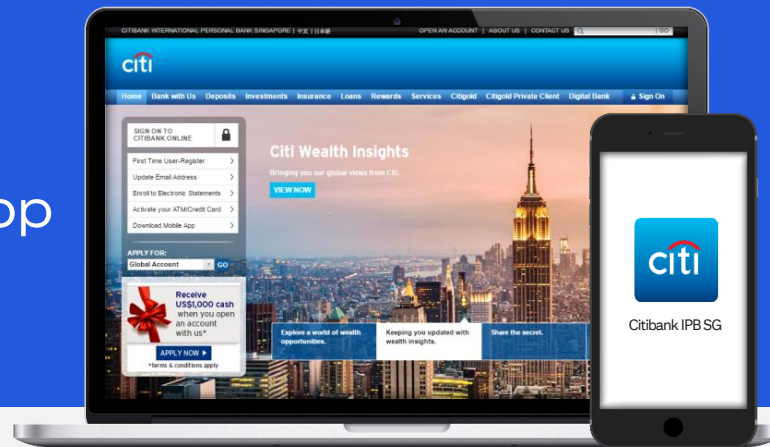 pp
CITIBANK INTERNATIONAL PERSONAL BANK SINGAPORE | 中文 | 日本語
OPEN AN ACCOUNT | ABOUT US | CONTACT US
GO
citi
Home Bank with Us Deposits Investments Insurance Loans Rewards Services Citigold Citigold Private Client Digital Bank Sign On
SIGN ON TO
CITIBANK ONLINE
First Time User-Register
Update Email Address
Enroll to Electronic Statements
Activate your ATM/Credit Card
Download Mobile App
APPLY FOR:
Global Account GO
Receive
US$1,000 cash
when you open
an account
with us*
APPLY NOW
*terms & conditions apply
Citi Wealth Insights
Bringing you our global views from Citi.
VIEW NOW
Explore a world of wealth
opportunities.
Keeping you updated with
wealth insights.
Share the secret.
citi
Citibank IPB SG